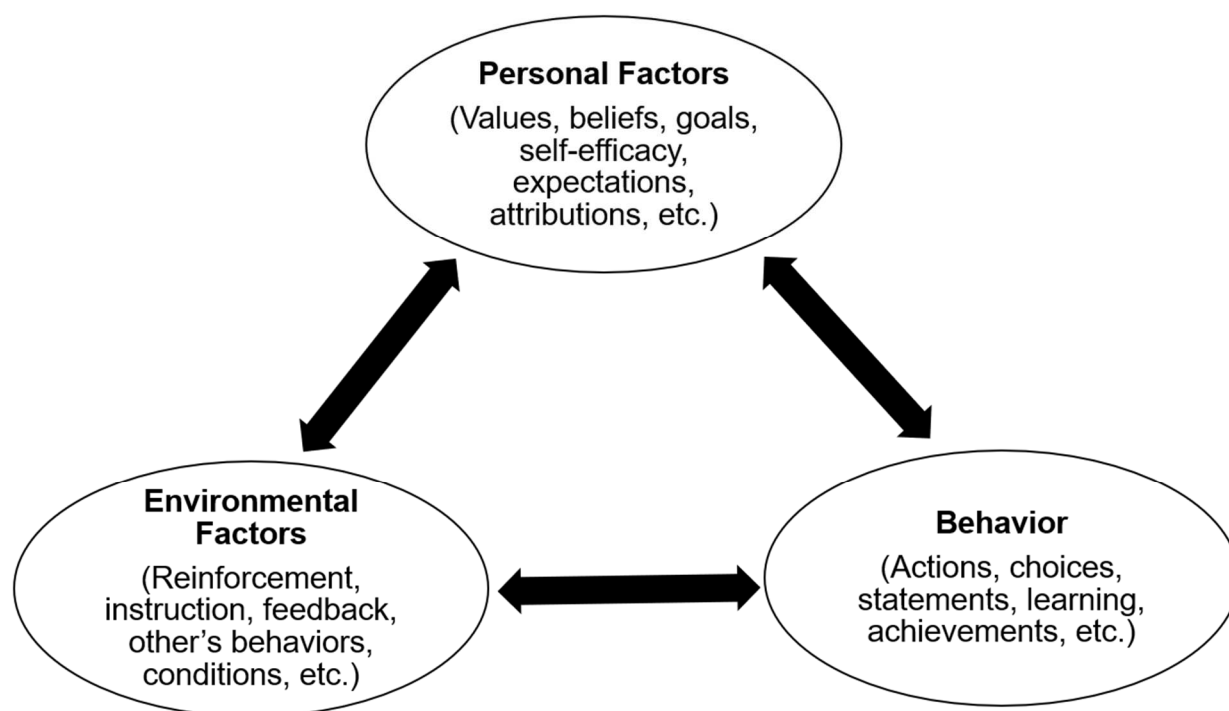 Personal Factors
(Values, beliefs, goals,
self-efficacy,
expectations,
attributions, etc.)
Environmental
Factors
(Reinforcement,
instruction, feedback,
other's behaviors,
conditions, etc.)
Behavior
(Actions, choices,
statements, learning,
achievements, etc.)